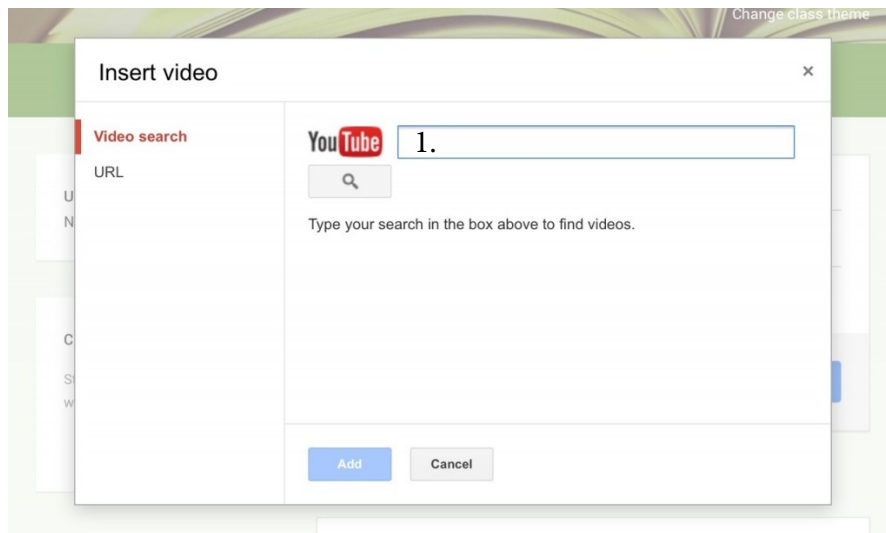 Change class theme
Insert video
×
Video search
URL
YouTube
1.
Type your search in the box above to find videos.
U
N
C
St
w
Add
Cancel